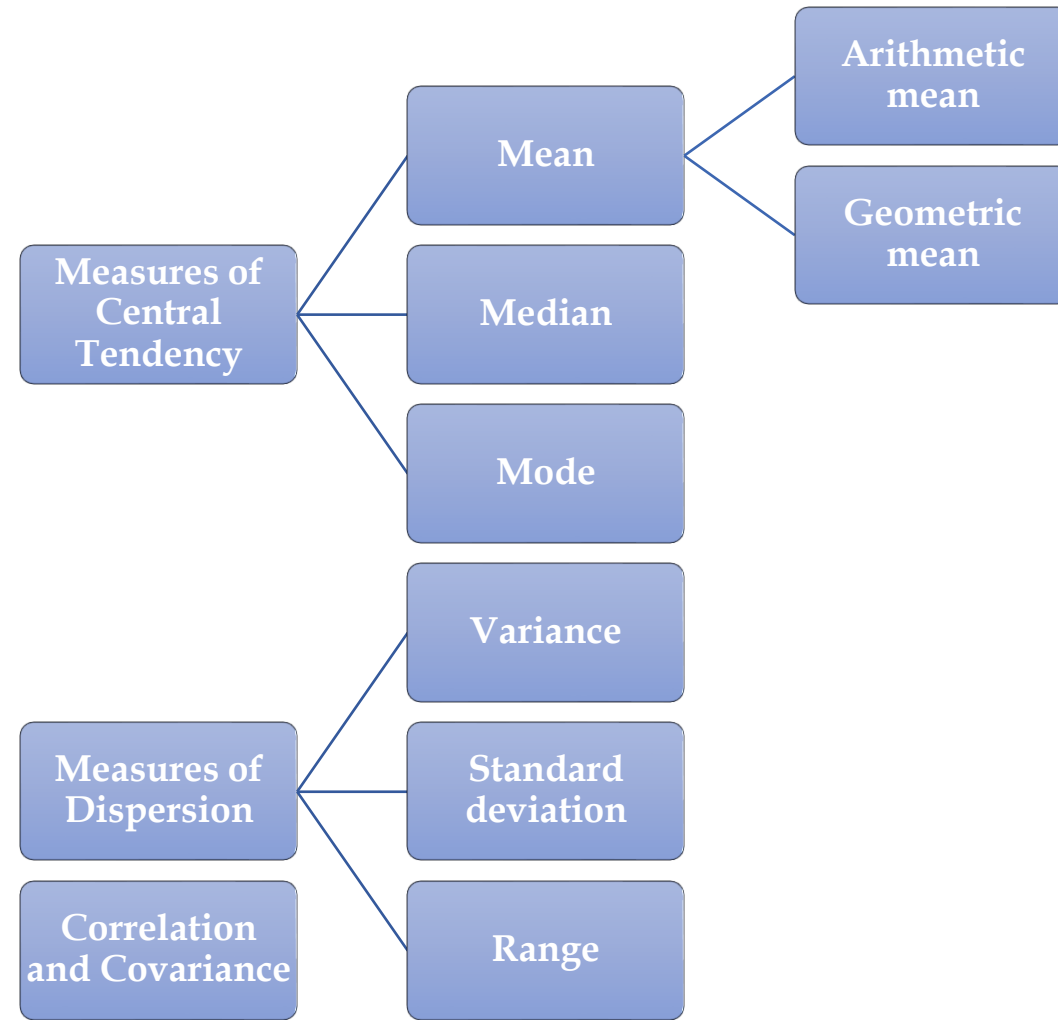 Measures of
Central
Tendency
Mean
Arithmetic
mean
Geometric
mean
Median
Mode
Measures of
Dispersion
Variance
Standard
deviation
Range
Correlation
and Covariance